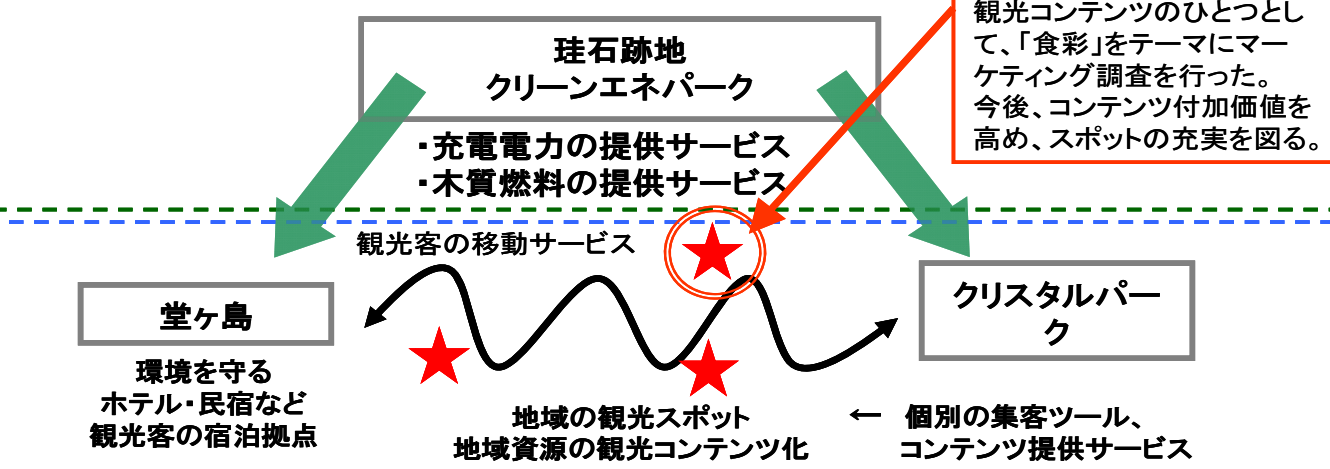 観光コンテンツのひとつとし
て、「食彩」をテーマにマー
ケティング調査を行った。
今後、コンテンツ付加価値を
高め、スポットの充実を図る。
珪石跡地
クリーンエネパーク
・充電電力の提供サービス
・木質燃料の提供サービス
観光客の移動サービス
堂ヶ島
クリスタルパー
ク
環境を守る
ホテル・民宿など
観光客の宿泊拠点
地域の観光スポット
地域資源の観光コンテンツ化
← 個別の集客ツール、
コンテンツ提供サービス